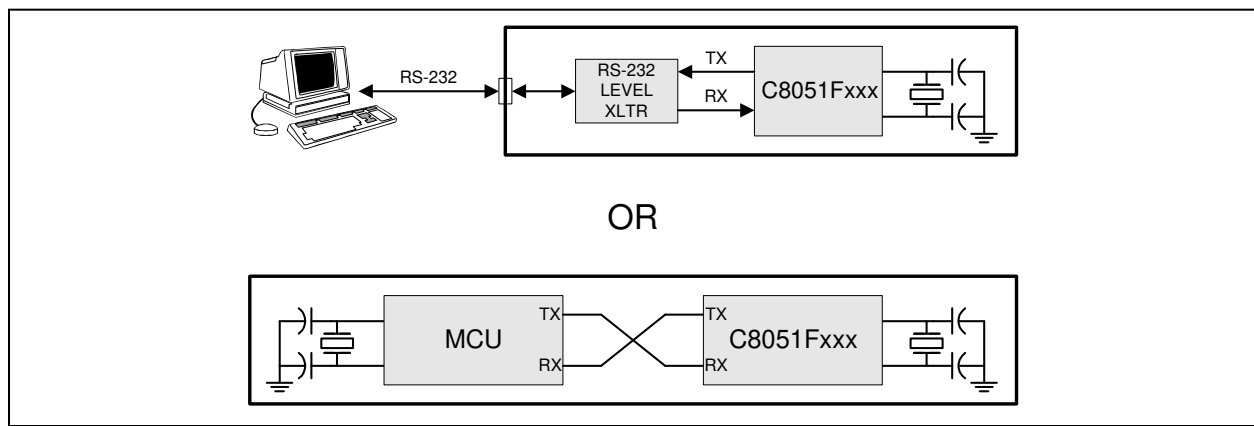 RS-232
RS-232
LEVEL
XLTR
TX
RX
C8051Fxxx
OR
MCU
TX
RX
TX
RX
C8051Fxxx